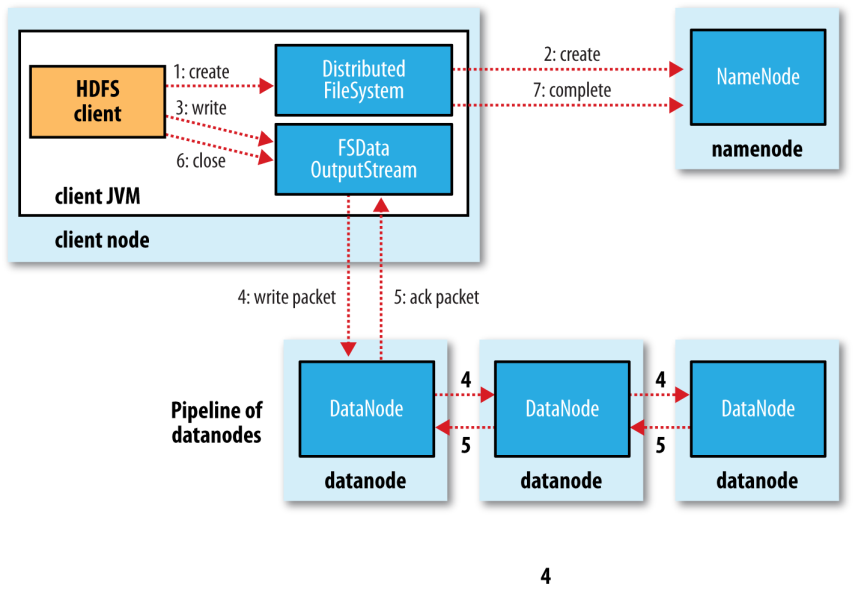 HDFS
client
1: create
3: write
6: close
Distributed
FileSystem
FSData
OutputStream
client JVM
client node
2: create
7: complete
NameNode
namenode
4: write packet
5: ack packet
Pipeline of
datanodes
DataNode
datanode
4
5
DataNode
datanode
4
5
DataNode
datanode
4